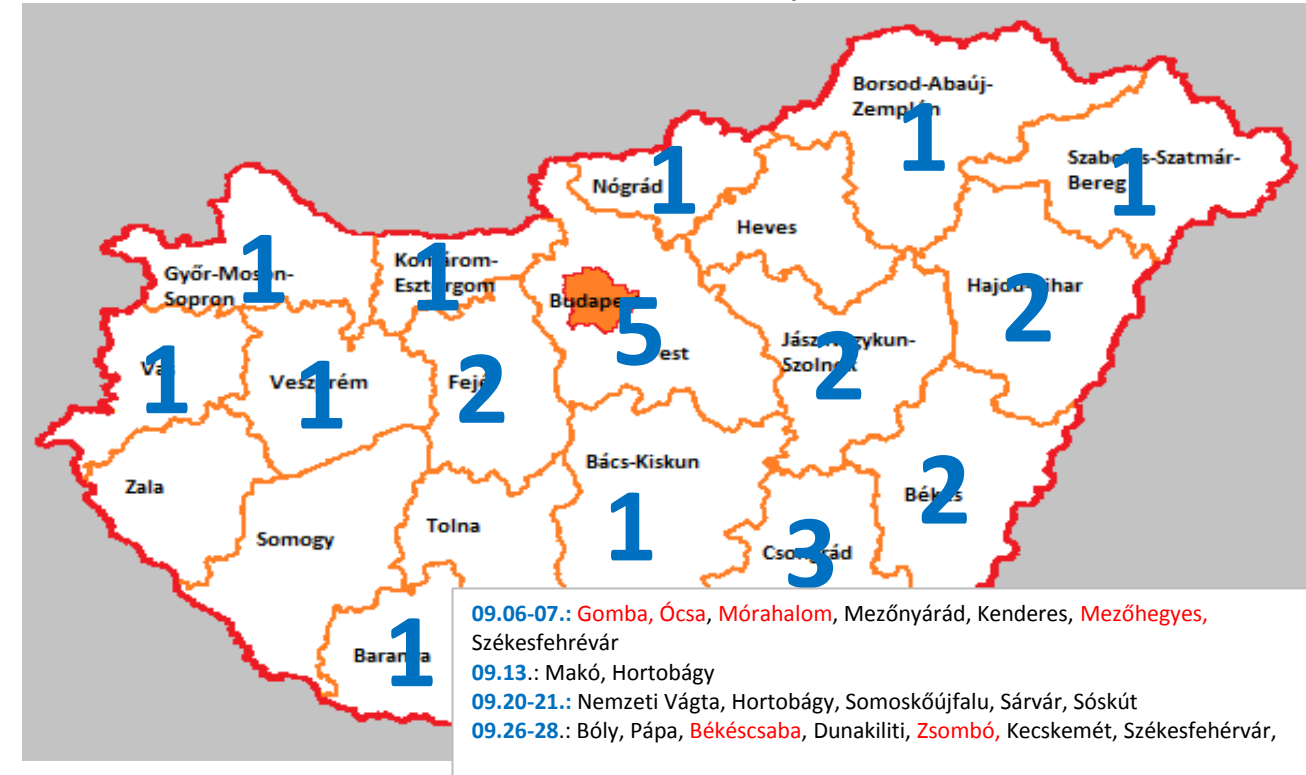 Borsod-Abaúj-
Zemplén
1
Szabolcs-Szatmár-
Bereg
1
Nógrád
1
Heves
Győr-Moson-
Sopron
1
Komárom-
Esztergom
1
Budapest
5
Pest
Hajdú-Bihar
2
Jász-Nagykun-
Szolnok
2
Vas
1
Veszprém
1
Fejér
2
Bács-Kiskun
1
Békés
2
Zala
Somogy
Tolna
Csongrád
3
Baranya
1
09.06-07.: Gomba, Ócsa, Mórahalom, Mezőnyárád, Kenderes, Mezőhegyes,
Székesfehrévár
09.13.: Makó, Hortobágy
09.20-21.: Nemzeti Vágta, Hortobágy, Somoskőújfalu, Sárvár, Sóskút
09.26-28.: Bóly, Pápa, Békéscsaba, Dunakiliti, Zsombó, Kecskemét, Székesfehérvár,